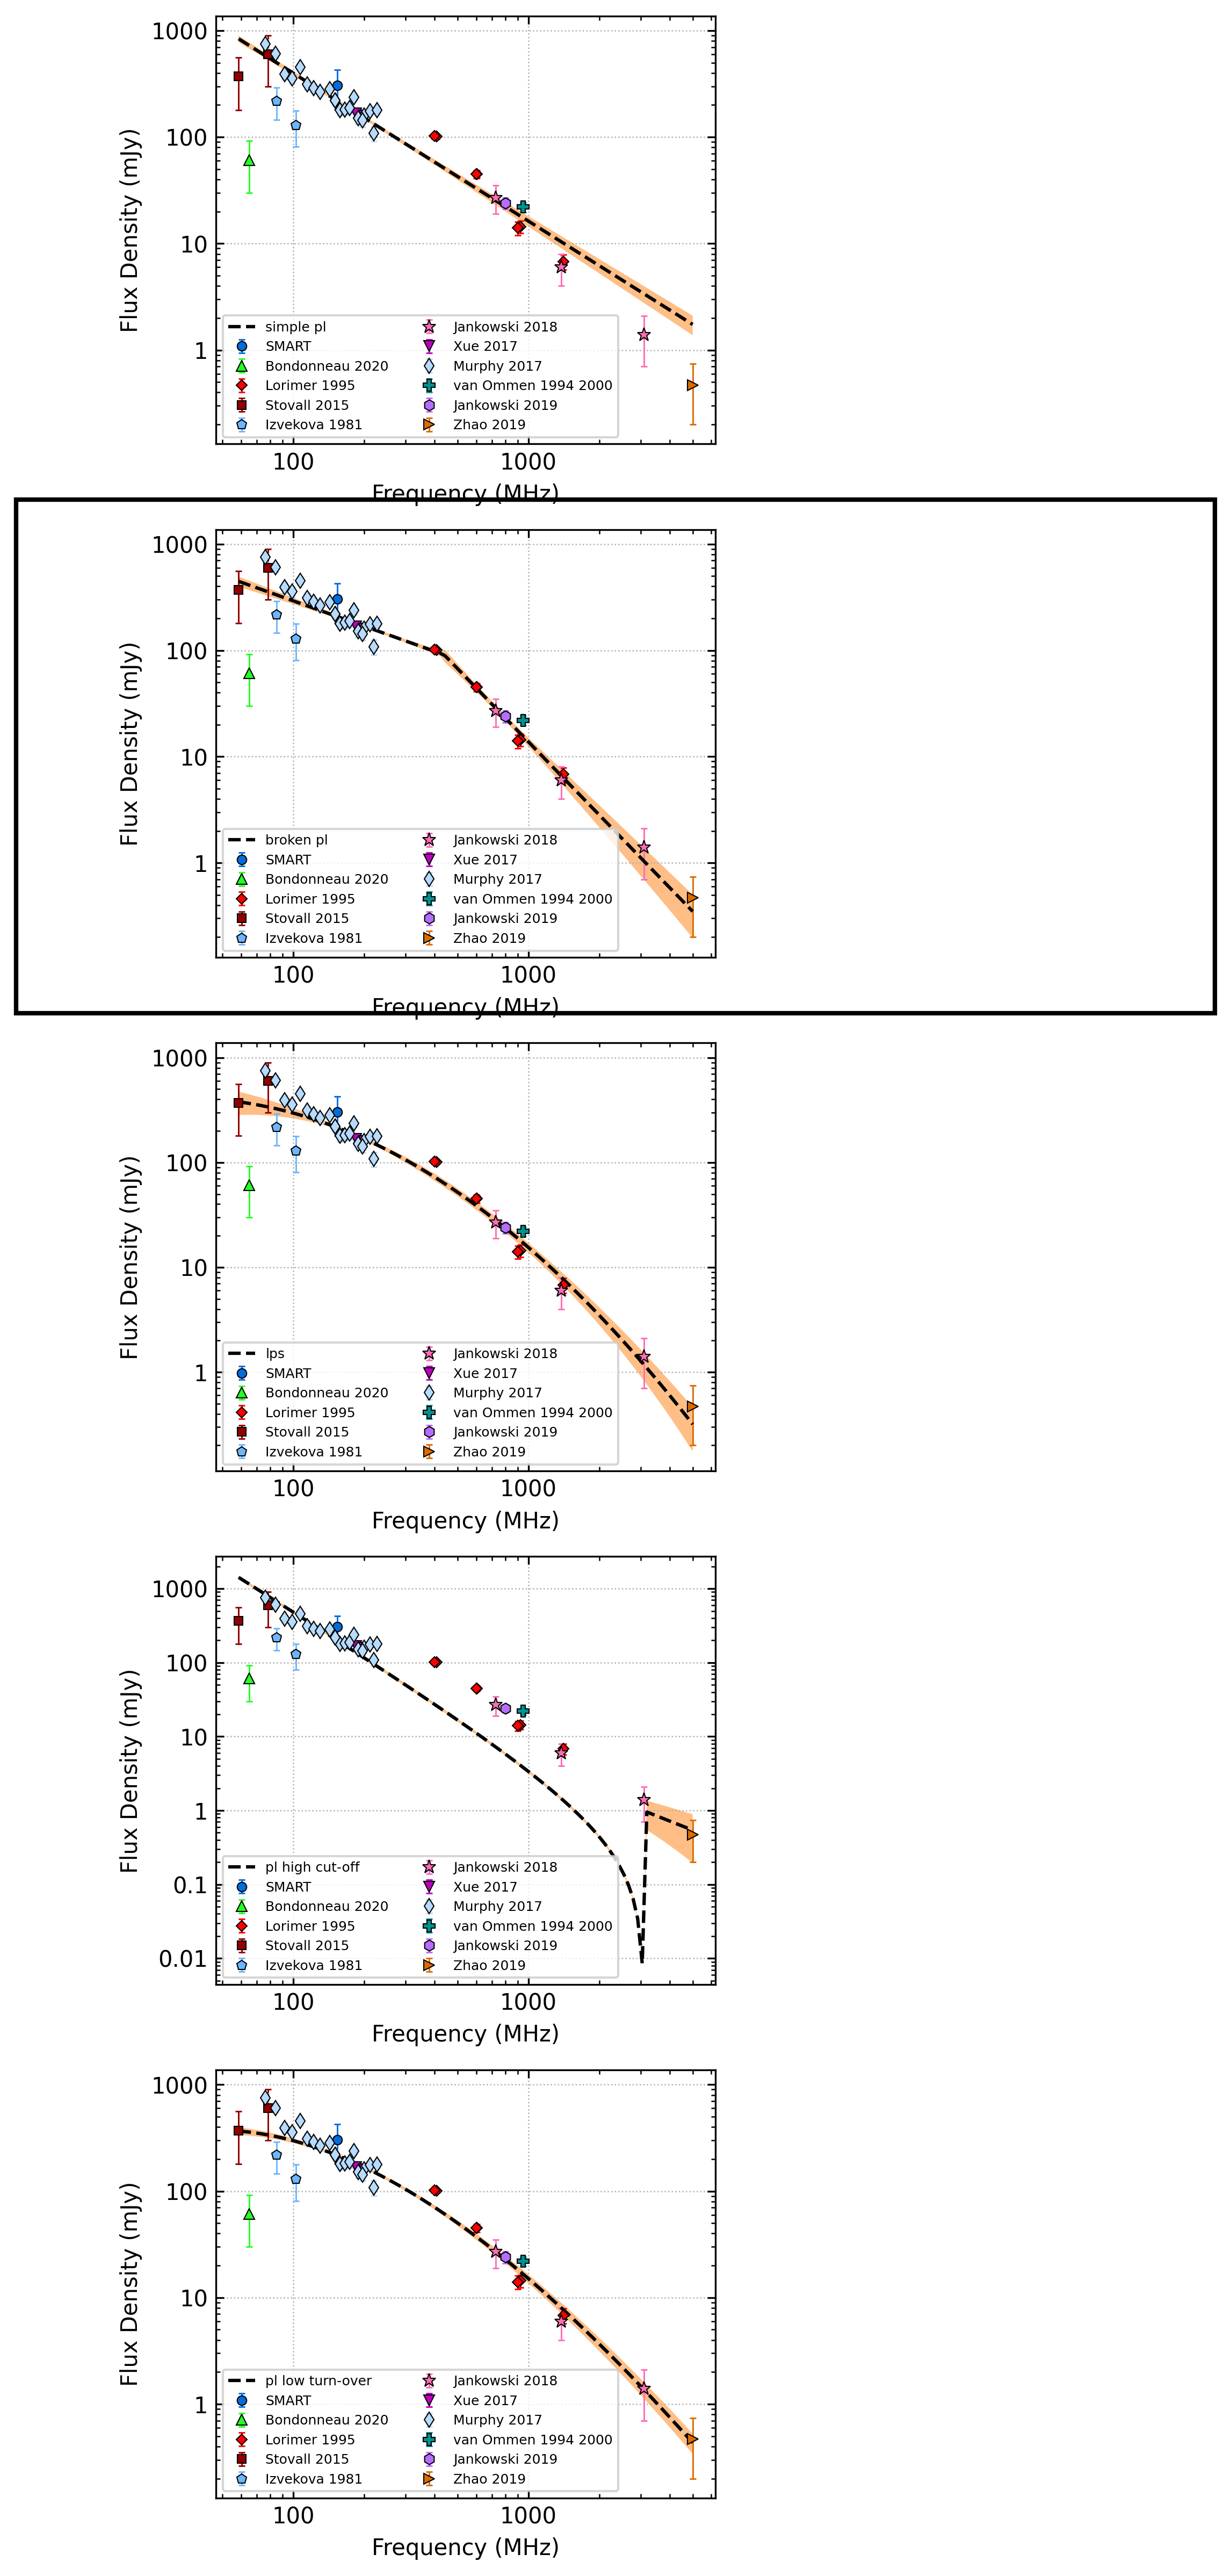 1000
100
10
1
Flux Density (mJy)
simple pl
SMART
Bondonneau 2020
Lorimer 1995
Stovall 2015
Izvekova 1981
Jankowski 2018
Xue 2017
Murphy 2017
van Ommen 1994 2000
Jankowski 2019
Zhao 2019
100 1000
Frequency (MHz)
1000
100
10
1
Flux Density (mJy)
broken pl
SMART
Bondonneau 2020
Lorimer 1995
Stovall 2015
Izvekova 1981
Jankowski 2018
Xue 2017
Murphy 2017
van Ommen 1994 2000
Jankowski 2019
Zhao 2019
100 1000
Frequency (MHz)
1000
100
10
1
Flux Density (mJy)
lps
SMART
Bondonneau 2020
Lorimer 1995
Stovall 2015
Izvekova 1981
Jankowski 2018
Xue 2017
Murphy 2017
van Ommen 1994 2000
Jankowski 2019
Zhao 2019
100 1000
Frequency (MHz)
1000
100
10
1
0.1
0.01
Flux Density (mJy)
pl high cut-off
SMART
Bondonneau 2020
Lorimer 1995
Stovall 2015
Izvekova 1981
Jankowski 2018
Xue 2017
Murphy 2017
van Ommen 1994 2000
Jankowski 2019
Zhao 2019
100 1000
Frequency (MHz)
1000
100
10
1
Flux Density (mJy)
pl low turn-over
SMART
Bondonneau 2020
Lorimer 1995
Stovall 2015
Izvekova 1981
Jankowski 2018
Xue 2017
Murphy 2017
van Ommen 1994 2000
Jankowski 2019
Zhao 2019
100 1000
Frequency (MHz)